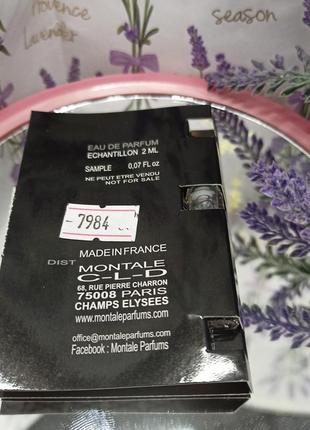 Provence
Lavender
season
EAU DE PARFUM
ECHANTILLON 2 ML
SAMPLE 0,07 FL oz
NE PEUT ETRE VENDU
NOT FOR SALE
7984
MADE IN FRANCE
DIST MONTALE
C-L-D
68, RUE PIERRE CHARRON
75008 PARIS
CHAMPS ELYSEES
www.montaleparfums.com
office@montaleparfums.com
Facebook : Montale Parfums